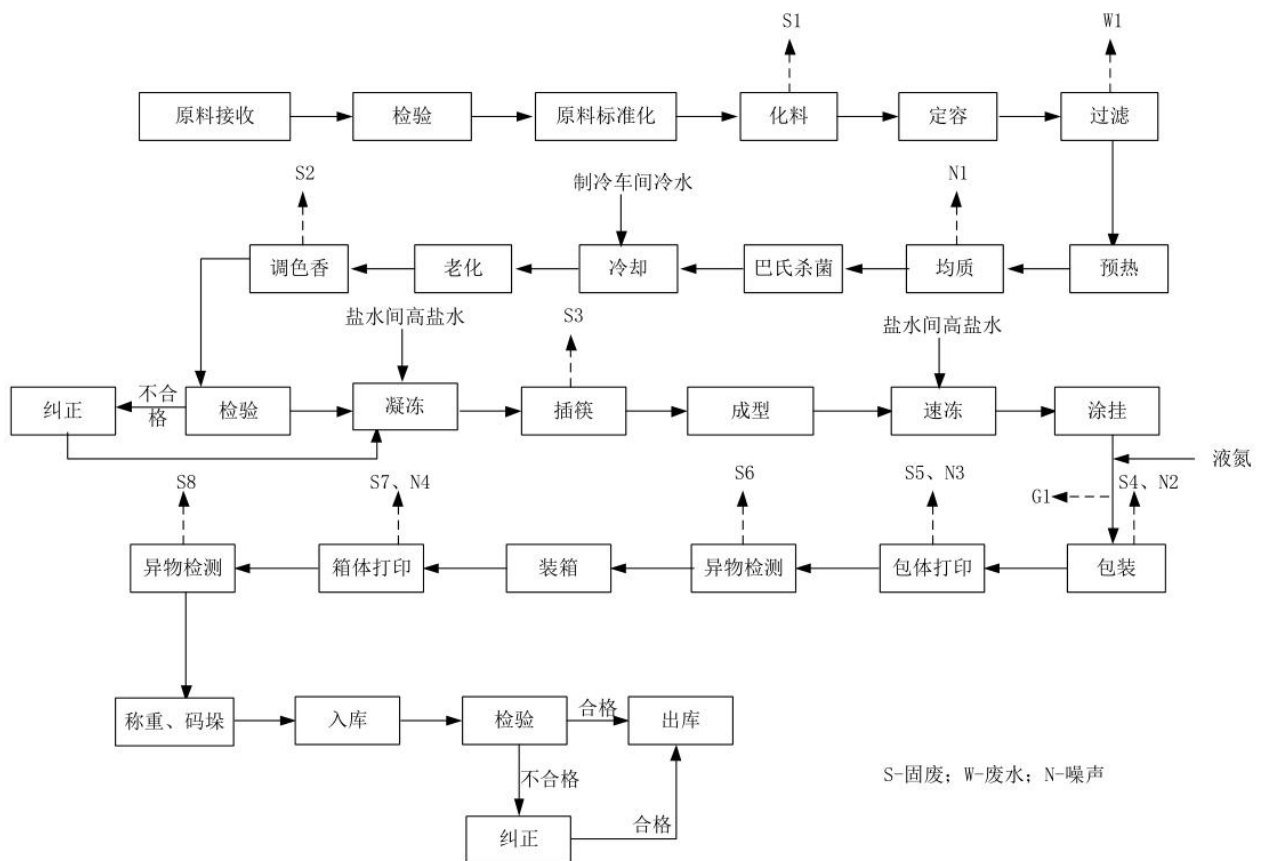 S1
W1
原料接收
检验
原料标准化
化料
定容
过滤
S2
制冷车间冷水
N1
调色香
老化
冷却
巴氏杀菌
均质
预热
盐水间高盐水
S3
盐水间高盐水
纠正
不合
格
检验
凝冻
插筷
成型
速冻
涂挂
液氮
S8
S7、N4
S6
S5、N3
G1
S4、N2
异物检测
箱体打印
装箱
异物检测
包体打印
包装
称重、码垛
入库
检验
合格
出库
不合格
S-固废；W-废水；N-噪声
纠正
合格